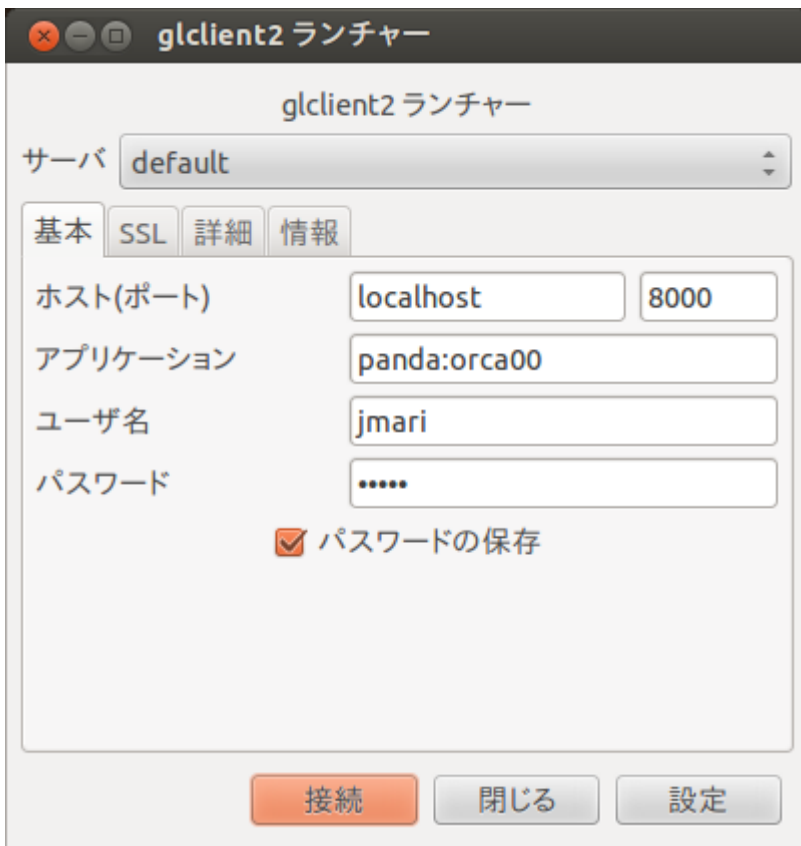 glclient2 ランチャー
glclient2 ランチャー
サーバ default
基本 SSL 詳細 情報
ホスト(ポート) localhost 8000
アプリケーション panda:orca00
ユーザ名 jmari
パスワード •••••
パスワードの保存
接続 閉じる 設定